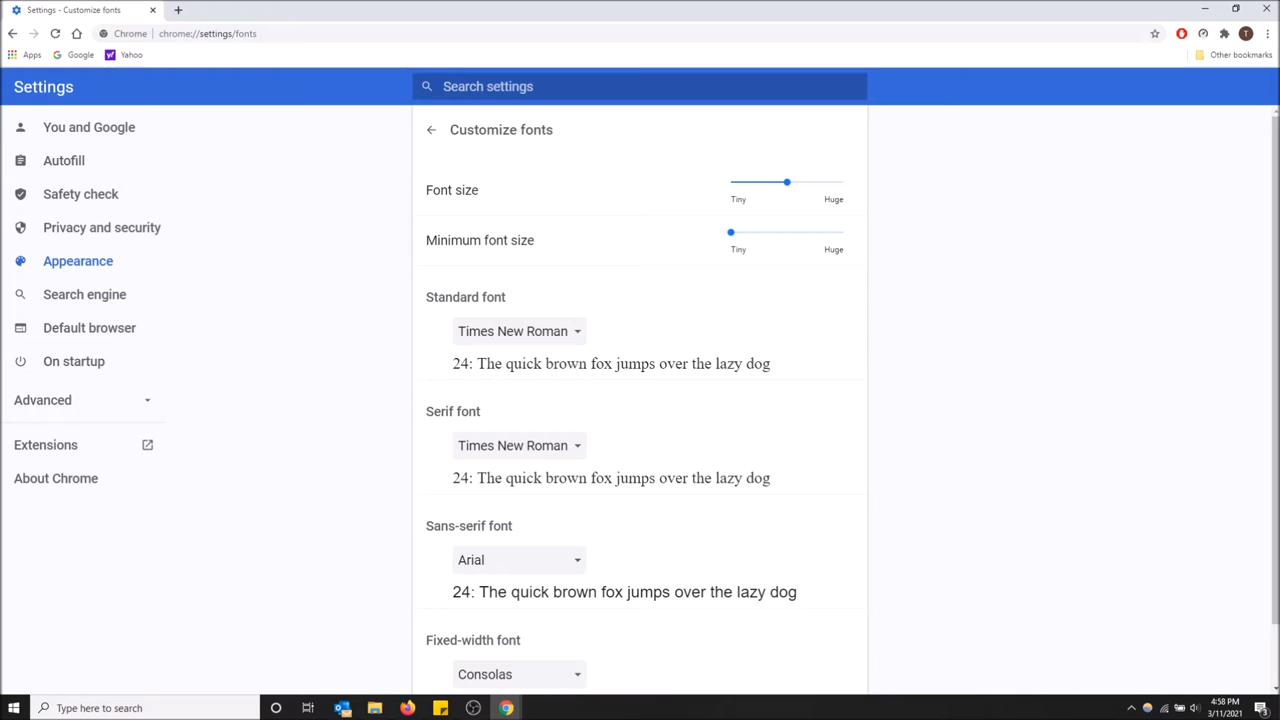 Settings - Customize fonts
Chrome chrome://settings/fonts
T
Apps Google Yahoo Other bookmarks
Settings
Search settings
You and Google
Autofill
Safety check
Privacy and security
Appearance
Search engine
Default browser
On startup
Advanced
Extensions
About Chrome
Customize fonts
Font size
Tiny Huge
Minimum font size
Tiny Huge
Standard font
Times New Roman
24: The quick brown fox jumps over the lazy dog
Serif font
Times New Roman
24: The quick brown fox jumps over the lazy dog
Sans-serif font
Arial
24: The quick brown fox jumps over the lazy dog
Fixed-width font
Consolas
Type here to search
4:58 PM
3/11/2021
3